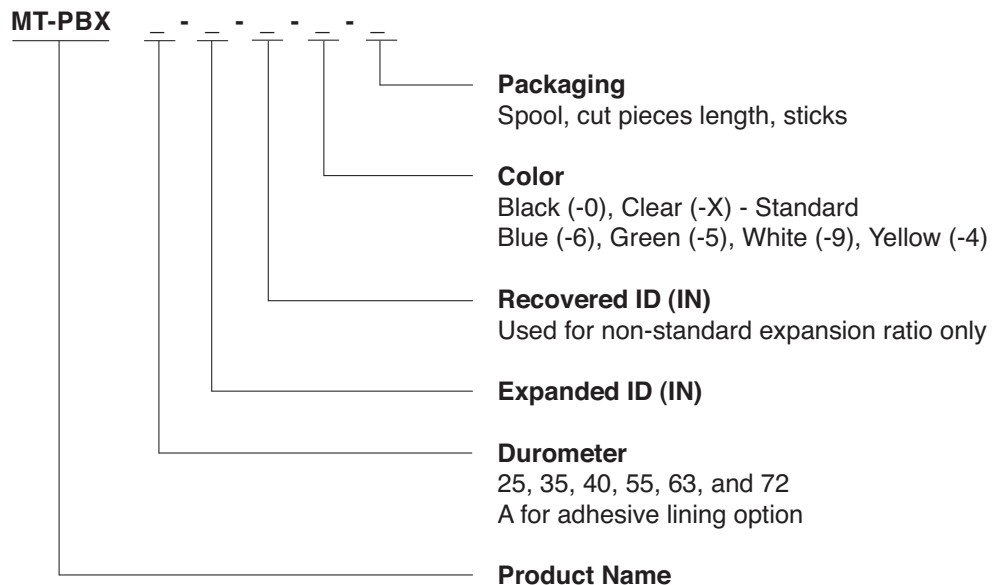 MT-PBX _ - _ - _ - _ - _
Packaging
Spool, cut pieces length, sticks
Color
Black (-0), Clear (-X) - Standard
Blue (-6), Green (-5), White (-9), Yellow (-4)
Recovered ID (IN)
Used for non-standard expansion ratio only
Expanded ID (IN)
Durometer
25, 35, 40, 55, 63, and 72
A for adhesive lining option
Product Name